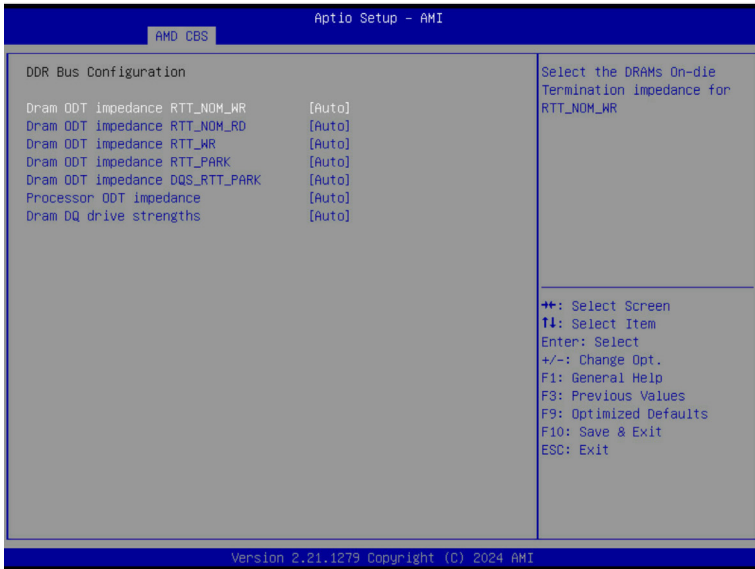 Aptio Setup - AMI
AMD CBS
DDR Bus Configuration
Dram ODT impedance RTT_NOM_WR [Auto]
Dram ODT impedance RTT_NOM_RD [Auto]
Dram ODT impedance RTT_WR [Auto]
Dram ODT impedance RTT_PARK [Auto]
Dram ODT impedance DQS_RTT_PARK [Auto]
Processor ODT impedance [Auto]
Dram DQ drive strengths [Auto]
Select the DRAMs On-die
Termination impedance for
RTT_NOM_WR
→←: Select Screen
↑↓: Select Item
Enter: Select
+/-: Change Opt.
F1: General Help
F3: Previous Values
F9: Optimized Defaults
F10: Save & Exit
ESC: Exit
Version 2.21.1279 Copyright (C) 2024 AMI